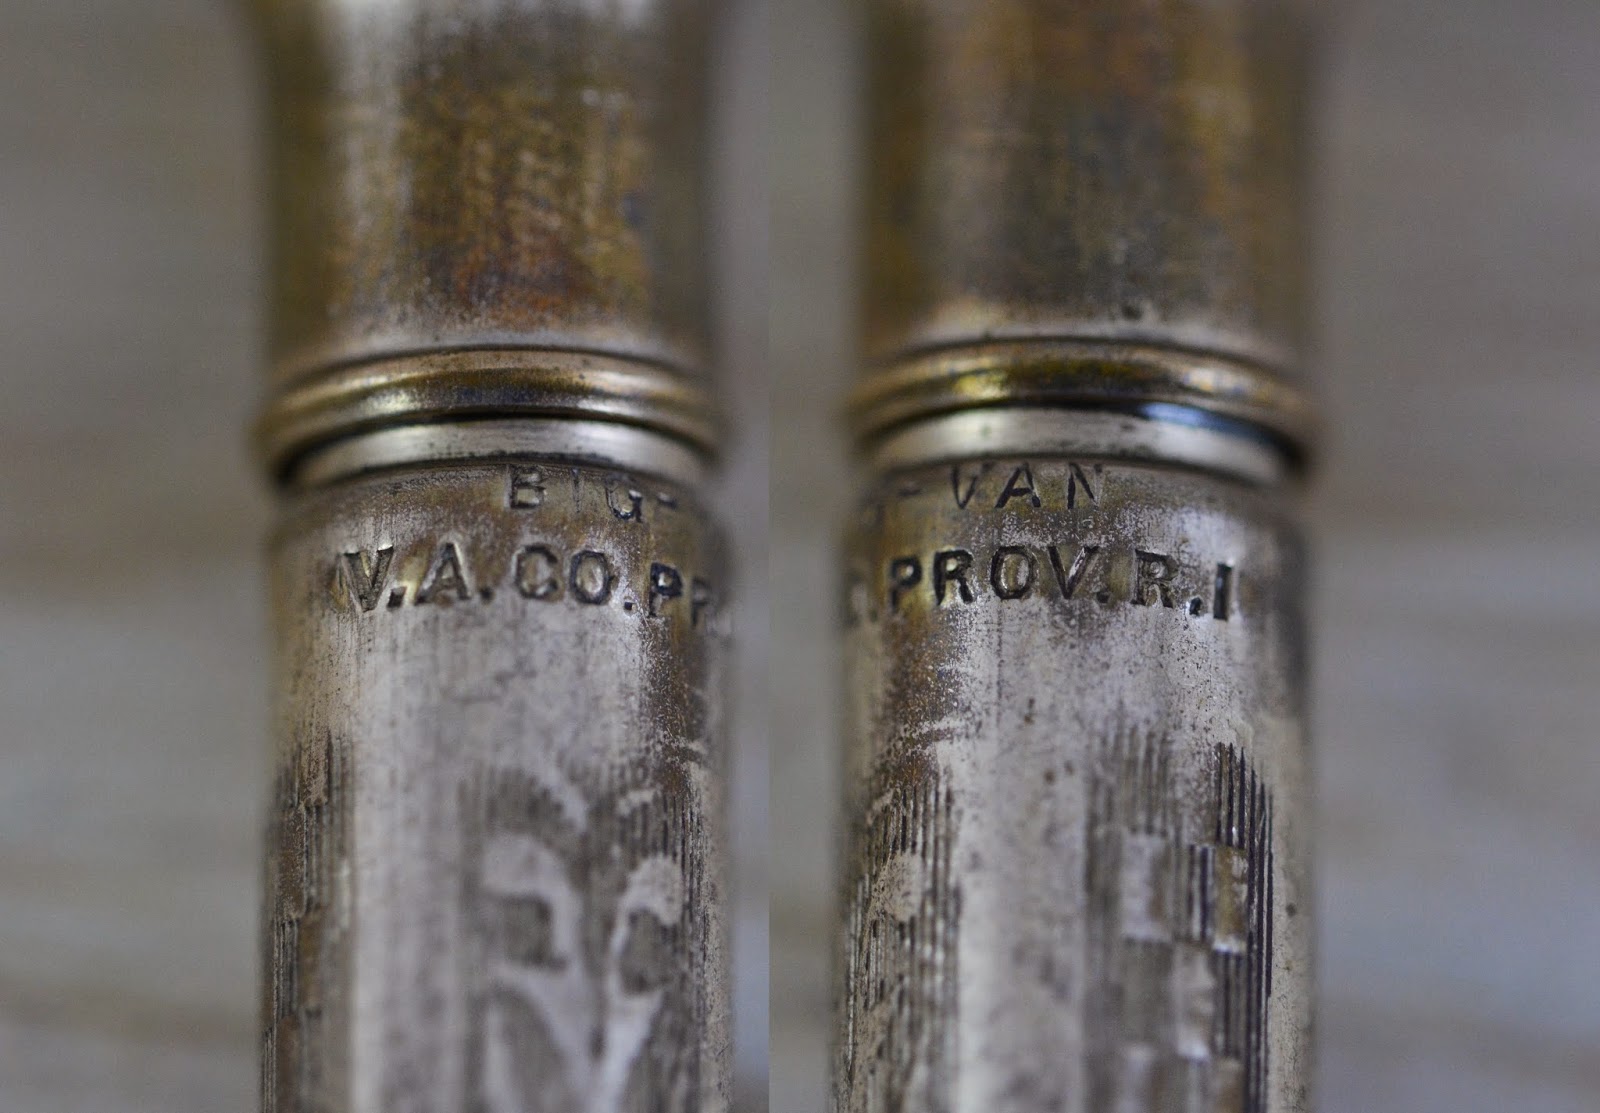 BIG-
V.A.CO.PR
-VAN
.PROV.R.I